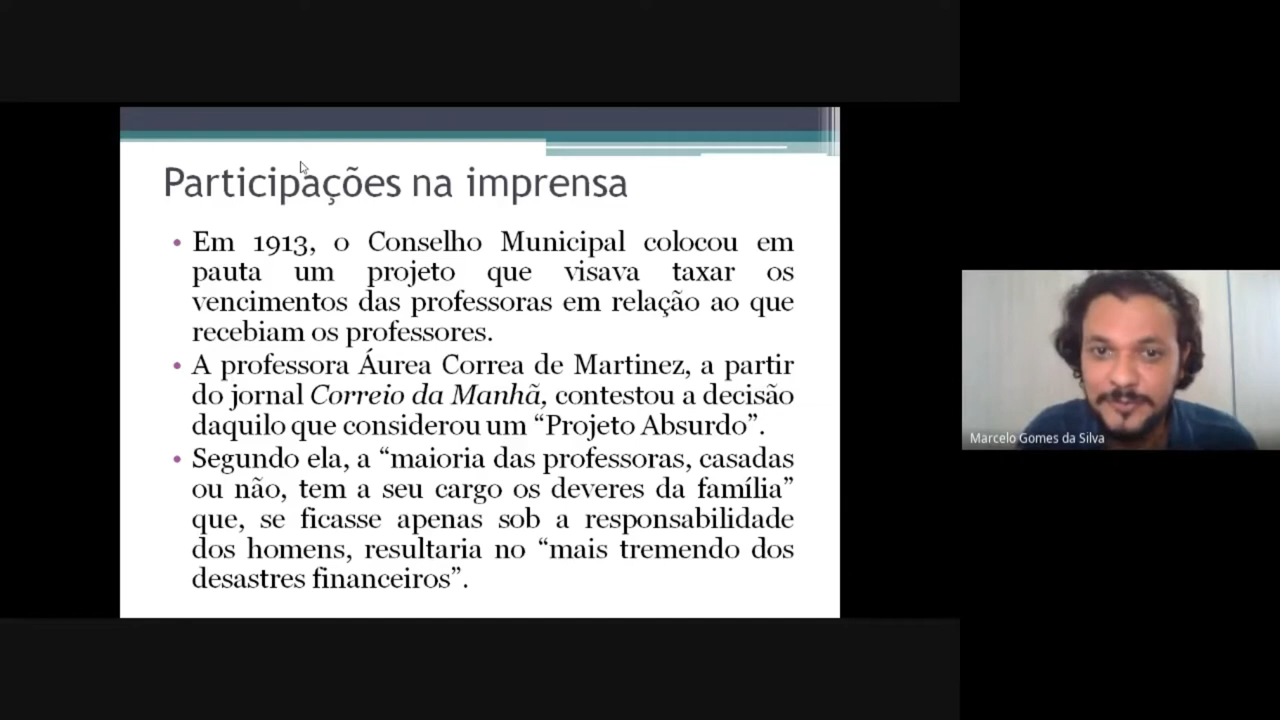 Participações na imprensa
• Em 1913, o Conselho Municipal colocou em
pauta um projeto que visava taxar os
vencimentos das professoras em relação ao que
recebiam os professores.
• A professora Áurea Correa de Martinez, a partir
do jornal Correio da Manhã, contestou a decisão
daquilo que considerou um “Projeto Absurdo”.
• Segundo ela, a “maioria das professoras, casadas
ou não, tem a seu cargo os deveres da família”
que, se ficasse apenas sob a responsabilidade
dos homens, resultaria no “mais tremendo dos
desastres financeiros”.
Marcelo Gomes da Silva